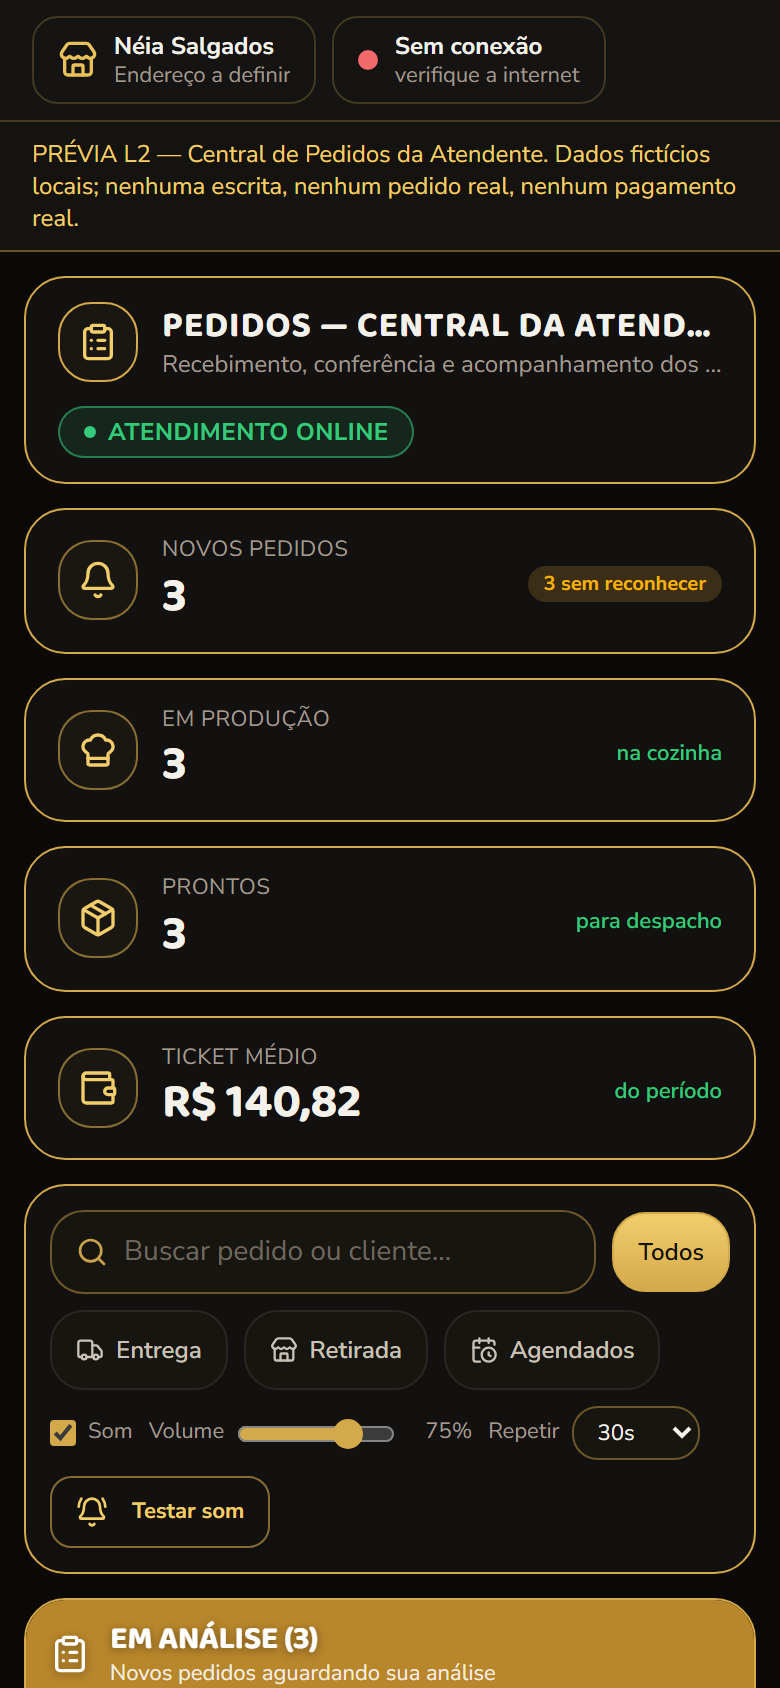 Néia Salgados
Endereço a definir
Sem conexão
verifique a internet
PRÉVIA L2 — Central de Pedidos da Atendente. Dados fictícios
locais; nenhuma escrita, nenhum pedido real, nenhum pagamento
real.
PEDIDOS — CENTRAL DA ATEND...
Recebimento, conferência e acompanhamento dos ...
ATENDIMENTO ONLINE
NOVOS PEDIDOS
3
3 sem reconhecer
EM PRODUÇÃO
3
na cozinha
PRONTOS
3
para despacho
TICKET MÉDIO
R$ 140,82
do período
Buscar pedido ou cliente...
Todos
Entrega
Retirada
Agendados
Som
Volume
75%
Repetir
30s
Testar som
EM ANÁLISE (3)
Novos pedidos aguardando sua análise